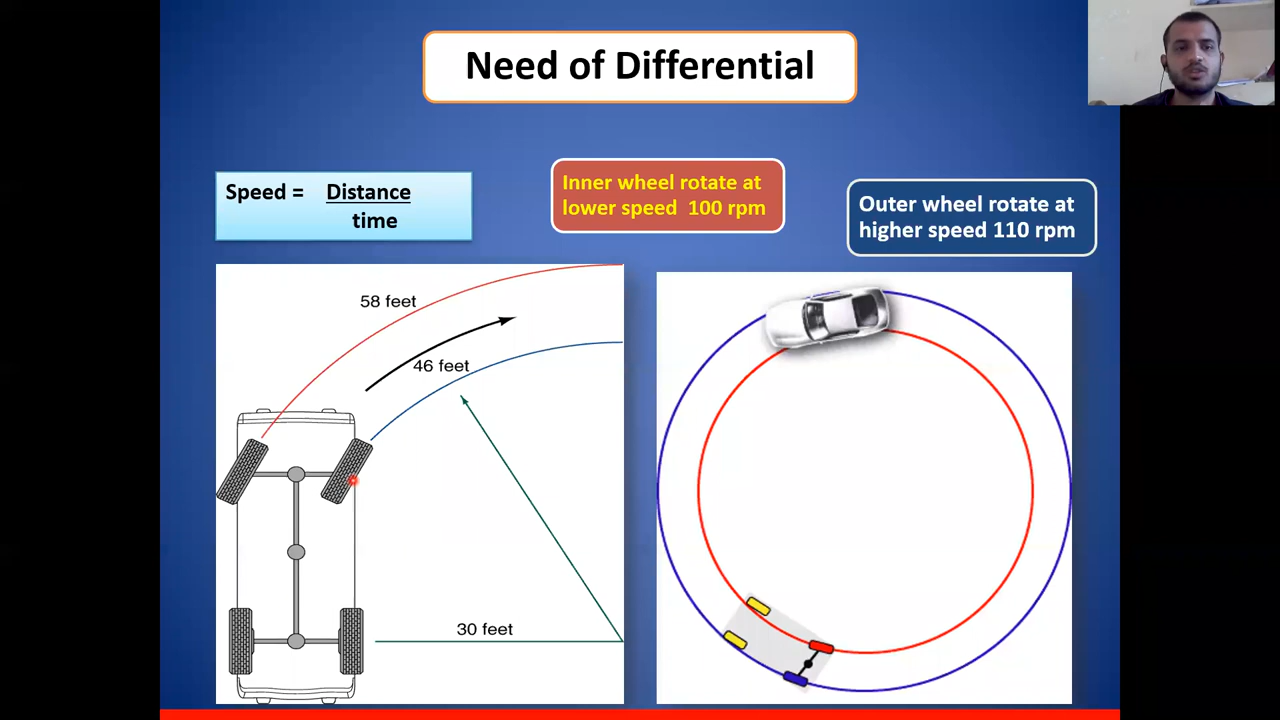 Need of Differential
Speed = Distance
time
Inner wheel rotate at
lower speed 100 rpm
Outer wheel rotate at
higher speed 110 rpm
58 feet
46 feet
30 feet